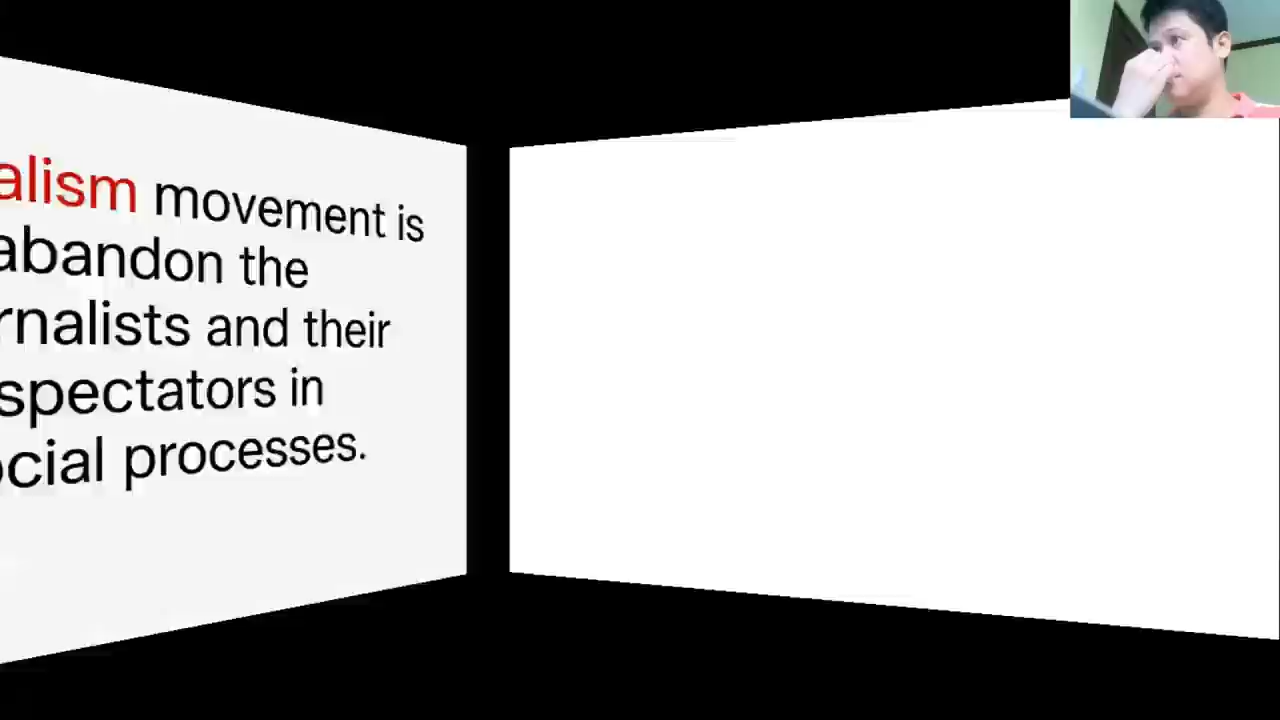 alism movement is
abandon the
rnalists and their
spectators in
ocial processes.